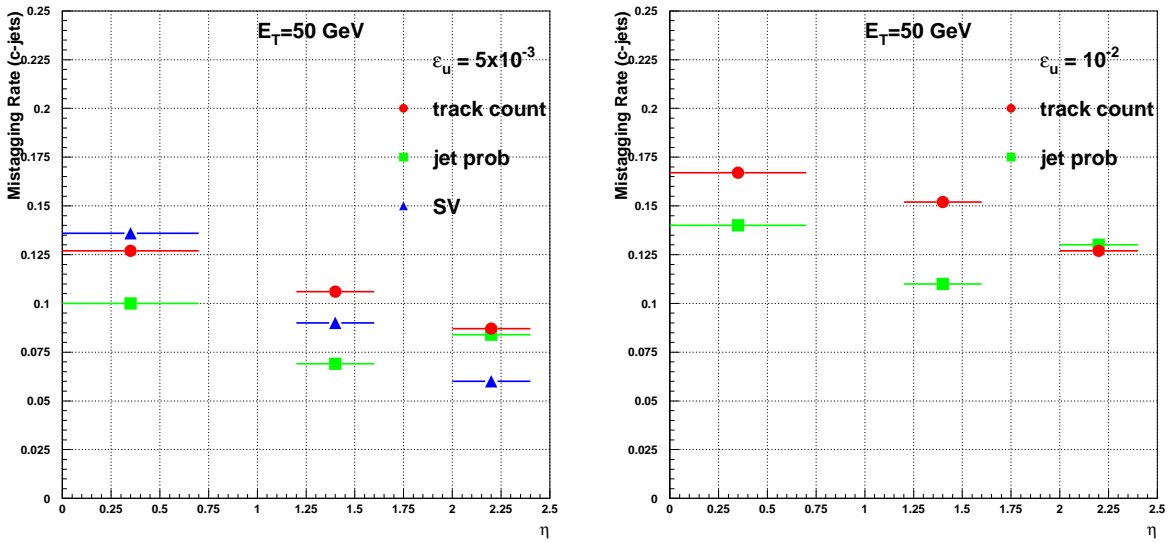 Mistagging Rate (c-jets)
E_T=50 GeV
ε_u = 5x10^-3
track count
jet prob
SV
0.25
0.225
0.2
0.175
0.15
0.125
0.1
0.075
0.05
0.025
0
0 0.25 0.5 0.75 1 1.25 1.5 1.75 2 2.25 2.5
η
Mistagging Rate (c-jets)
E_T=50 GeV
ε_u = 10^-2
track count
jet prob
0.25
0.225
0.2
0.175
0.15
0.125
0.1
0.075
0.05
0.025
0
0 0.25 0.5 0.75 1 1.25 1.5 1.75 2 2.25 2.5
η